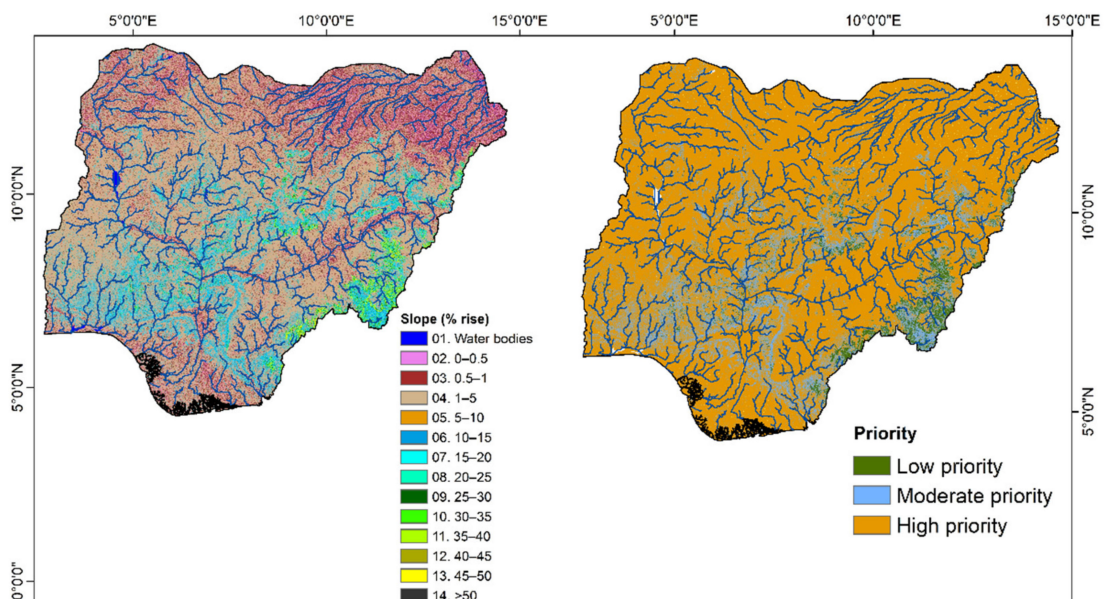 5°0'0"E 10°0'0"E 15°0'0"E
10°0'0"N
5°0'0"N
0°0'0"
Slope (% rise)
01. Water bodies
02. 0–0.5
03. 0.5–1
04. 1–5
05. 5–10
06. 10–15
07. 15–20
08. 20–25
09. 25–30
10. 30–35
11. 35–40
12. 40–45
13. 45–50
14. >50
5°0'0"E 10°0'0"E 15°0'0"E
10°0'0"N
5°0'0"N
Priority
Low priority
Moderate priority
High priority